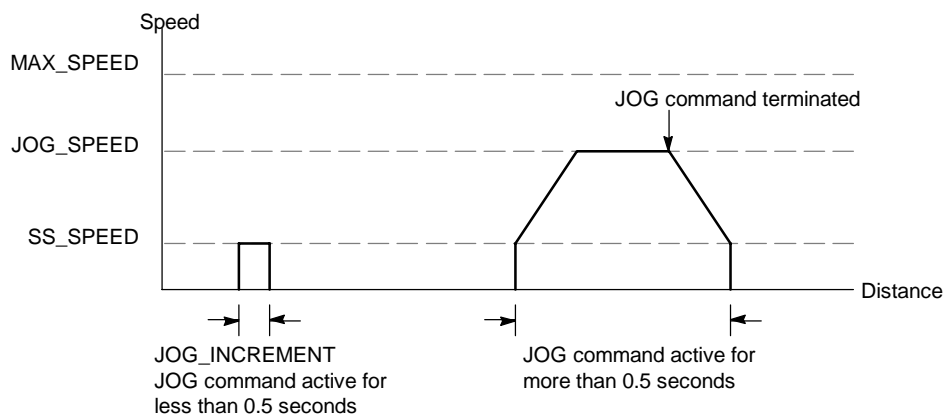 Speed
MAX_SPEED
JOG command terminated
JOG_SPEED
SS_SPEED
Distance
JOG_INCREMENT
JOG command active for
less than 0.5 seconds
JOG command active for
more than 0.5 seconds